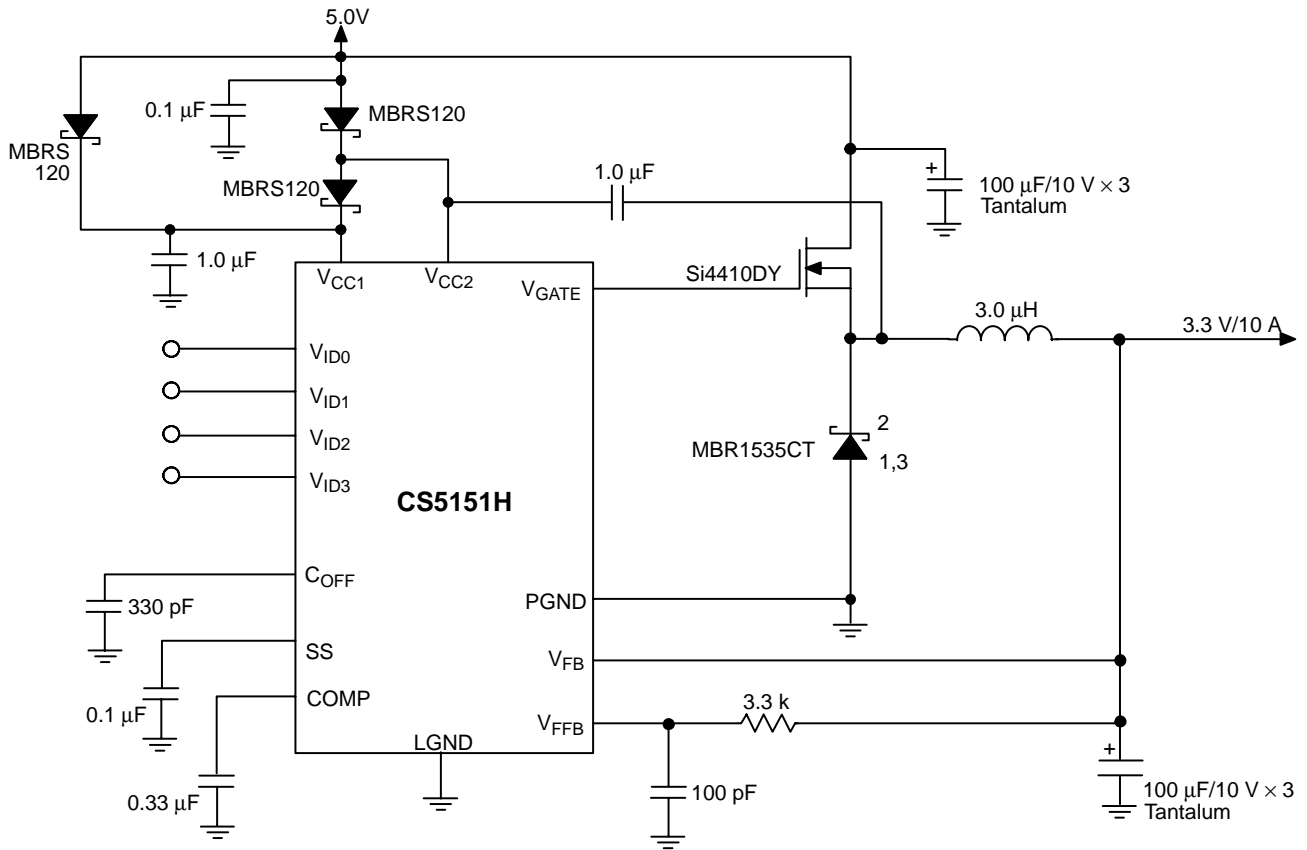 5.0V
0.1 μF
MBRS120
MBRS
120
MBRS120
1.0 μF
+
100 μF/10 V × 3
Tantalum
1.0 μF
VCC1
VCC2
VGATE
Si4410DY
3.0 μH
3.3 V/10 A
VID0
VID1
VID2
VID3
MBR1535CT
2
1,3
CS5151H
COFF
330 pF
PGND
SS
VFB
0.1 μF
COMP
3.3 k
VFFB
LGND
+
0.33 μF
100 pF
100 μF/10 V × 3
Tantalum